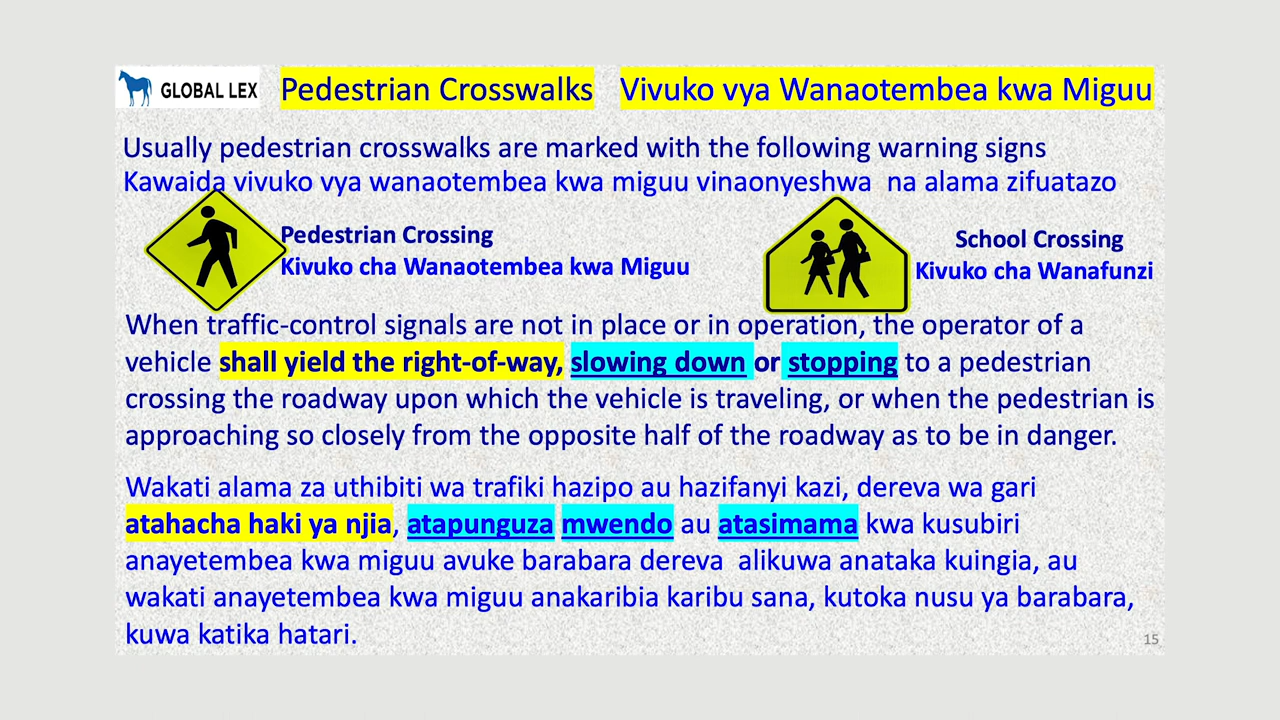 GLOBAL LEX
Pedestrian Crosswalks Vivuko vya Wanaotembea kwa Miguu
Usually pedestrian crosswalks are marked with the following warning signs
Kawaida vivuko vya wanaotembea kwa miguu vinaonyeshwa na alama zifuatazo
Pedestrian Crossing
Kivuko cha Wanaotembea kwa Miguu
School Crossing
Kivuko cha Wanafunzi
When traffic-control signals are not in place or in operation, the operator of a
vehicle shall yield the right-of-way, slowing down or stopping to a pedestrian
crossing the roadway upon which the vehicle is traveling, or when the pedestrian is
approaching so closely from the opposite half of the roadway as to be in danger.
Wakati alama za uthibiti wa trafiki hazipo au hazifanyi kazi, dereva wa gari
atahacha haki ya njia, atapunguza mwendo au atasimama kwa kusubiri
anayetembea kwa miguu avuke barabara dereva alikuwa anataka kuingia, au
wakati anayetembea kwa miguu anakaribia karibu sana, kutoka nusu ya barabara,
kuwa katika hatari.
15